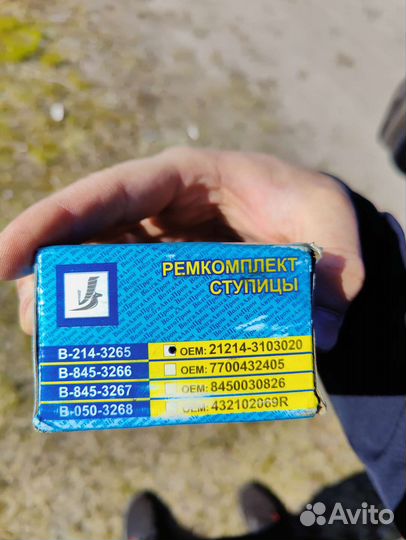 РЕМКОМПЛЕКТ
СТУПИЦЫ
В-214-3265 OEM: 21214-3103020
В-845-3266 OEM: 7700432405
В-845-3267 OEM: 8450030826
В-050-3268 OEM: 432102069R
Avito